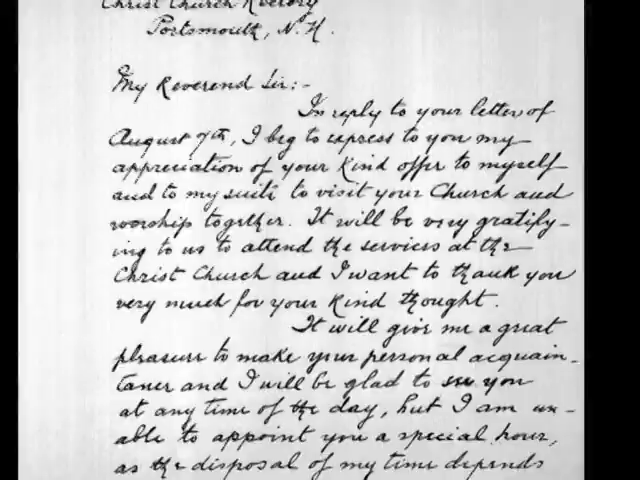 Christ Church Rectory
Portsmouth, N.H.
My Reverend Sir:-
In reply to your letter of
August 7th, I beg to express to you my
appreciation of your kind offer to myself
and to my suite to visit your Church and
worship together. It will be very gratify-
ing to us to attend the services at the
Christ Church and I want to thank you
very much for your kind thought.
It will give me a great
pleasure to make your personal acquain-
tance and I will be glad to see you
at any time of the day, but I am un-
able to appoint you a special hour,
as the disposal of my time depends